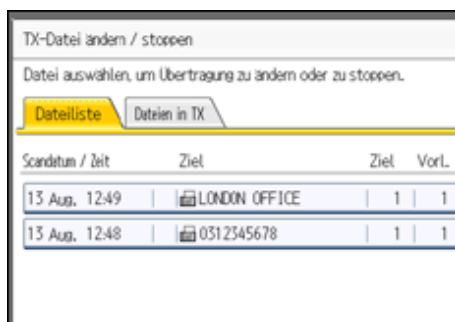 TX-Datei ändern / stoppen
Datei auswählen, um Übertragung zu ändern oder zu stoppen.
Dateiliste Dateien in TX
Scandatum / Zeit Ziel Ziel Vorl.
13 Aug. 12:49 LONDON OFFICE 1 1
13 Aug. 12:48 0312345678 1 1